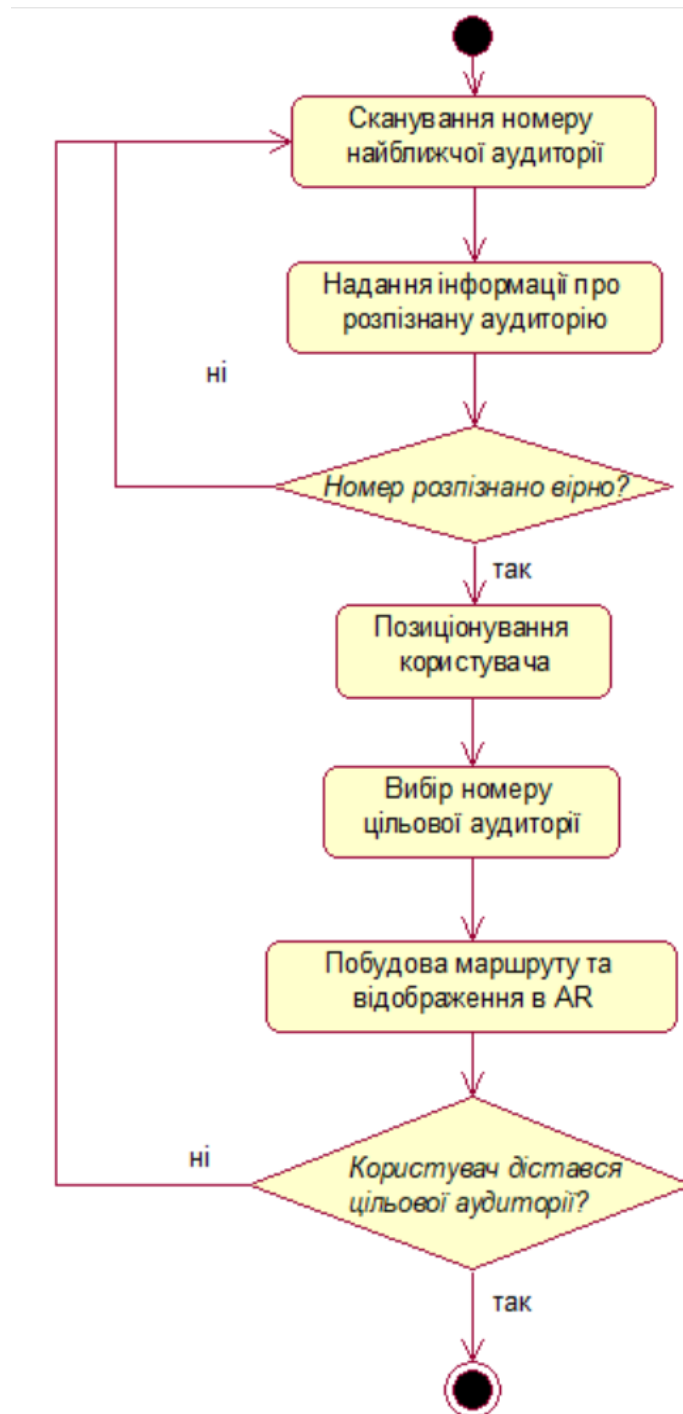 Сканування номеру
найближчої аудиторії
Надання інформації про
розпізнану аудиторію
ні
Номер розпізнано вірно?
так
Позиціонування
користувача
Вибір номеру
цільової аудиторії
Побудова маршруту та
відображення в AR
ні
Користувач дістався
цільової аудиторії?
так